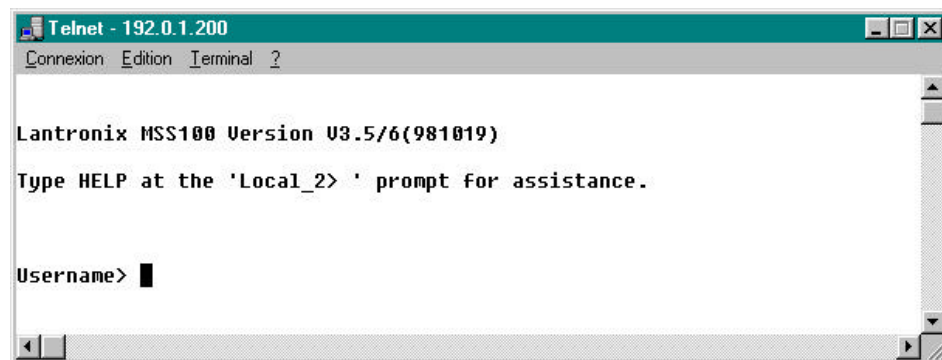 Telnet - 192.0.1.200
Connexion Edition Terminal ?
Lantronix MSS100 Version V3.5/6(981019)
Type HELP at the 'Local_2> ' prompt for assistance.
Username>